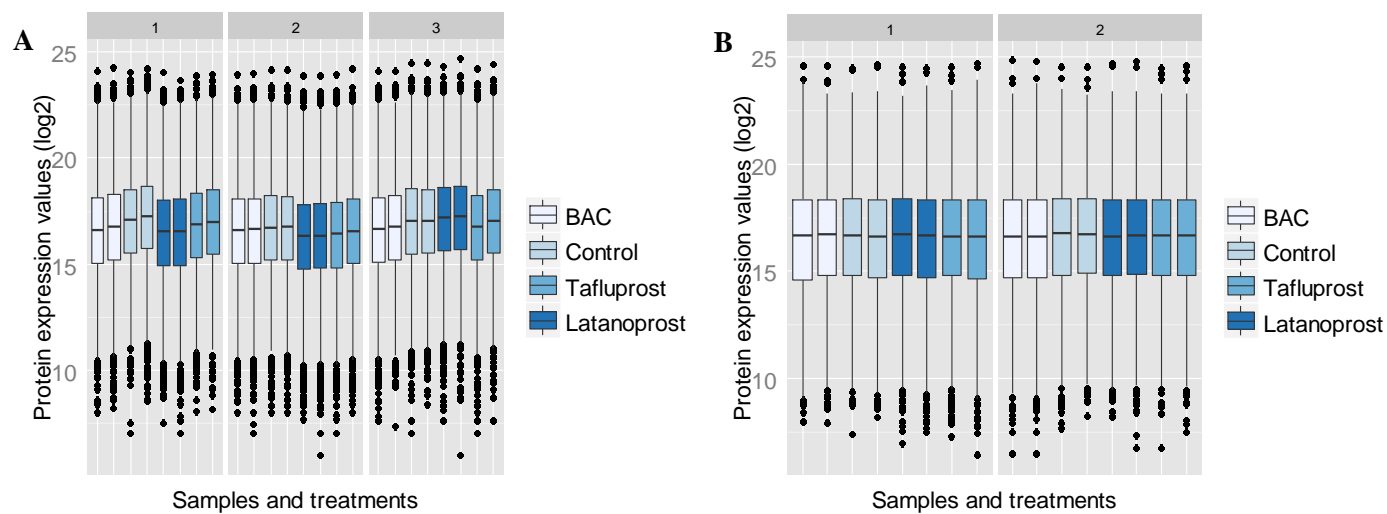 A
1 2 3
25
20
15
10
Protein expression values (log2)
Samples and treatments
BAC
Control
Tafluprost
Latanoprost
B
1 2
25
20
15
10
Protein expression values (log2)
Samples and treatments
BAC
Control
Tafluprost
Latanoprost